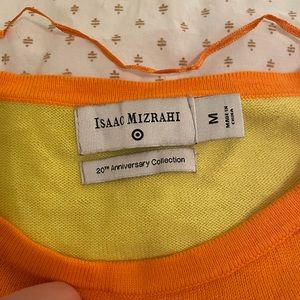 ISAAC MIZRAHI
M
MADE IN
CHINA
20TH Anniversary Collection